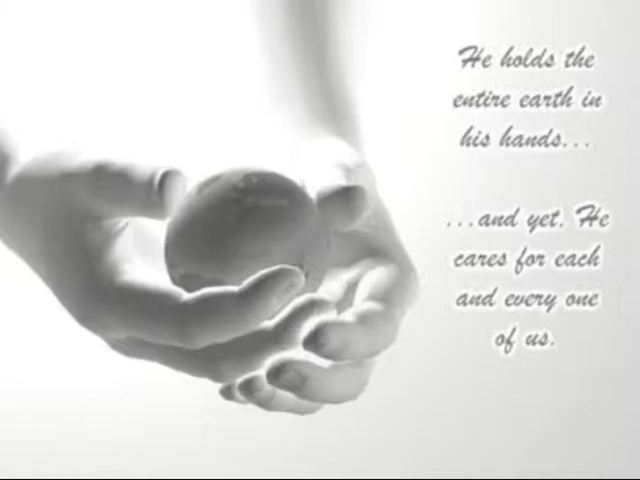 He holds the
entire earth in
his hands...
...and yet. He
cares for each
and every one
of us.